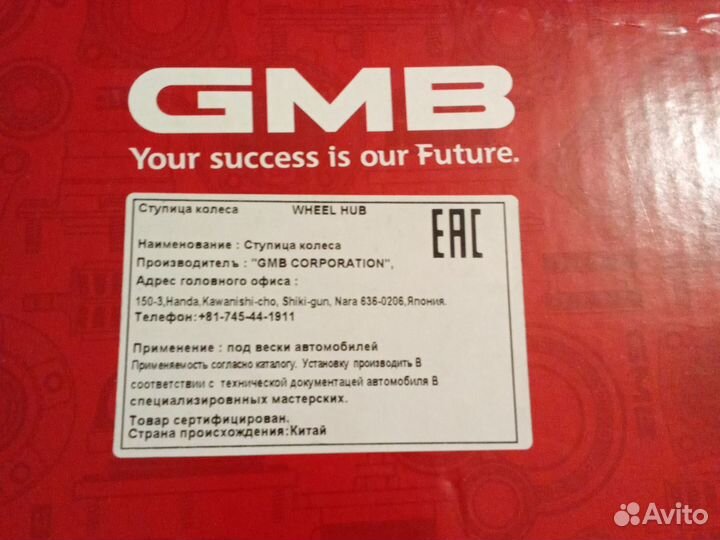 GMB
Your success is our Future.
Ступица колеса WHEEL HUB
EAC
Наименование : Ступица колеса
Производителъ : "GMB CORPORATION",
Адрес головного офиса :
150-3,Handa,Kawanishi-cho, Shiki-gun, Nara 636-0206,Япония.
Телефон:+81-745-44-1911
Применение : под вески автомобилей
Применяемость согласно каталогу. Установку производить В
соответствии с технической документацей автомобиля В
специализировнных мастерских.
Товар сертифицирован.
Страна происхождения:Китай
Avito